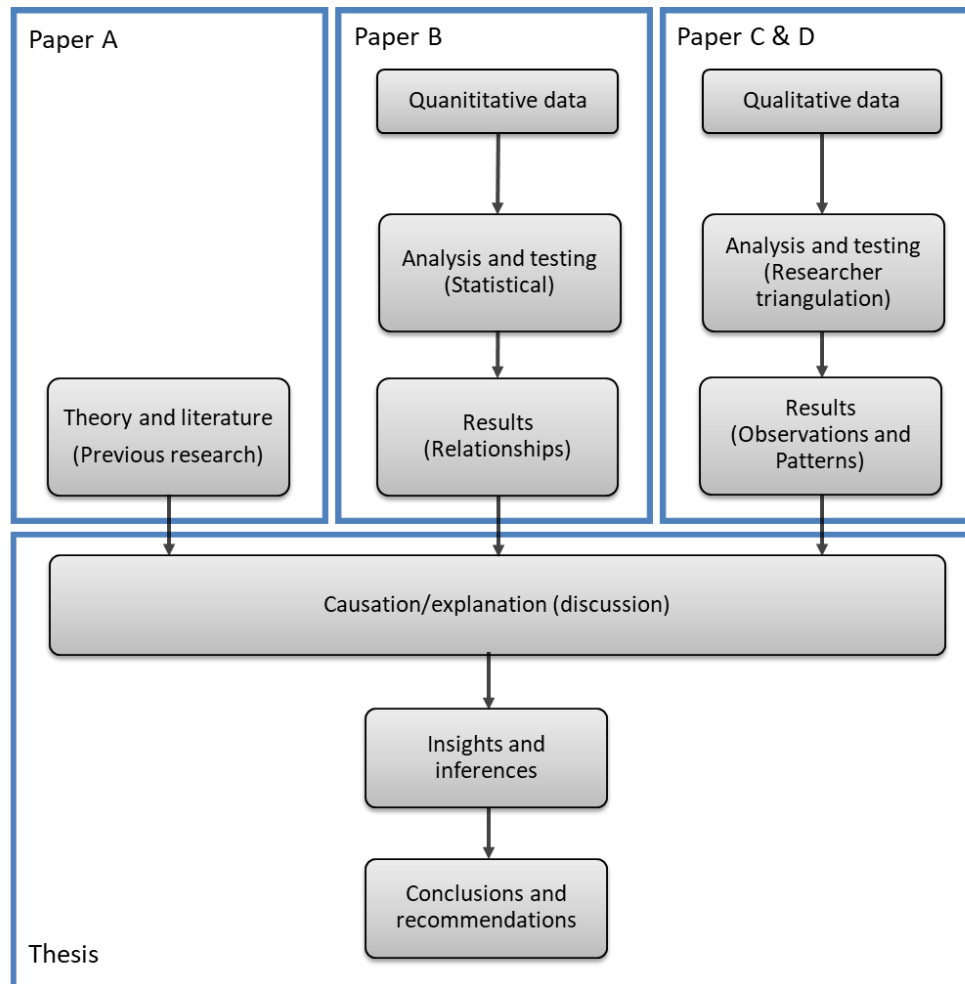 Paper A
Theory and literature
(Previous research)
Paper B
Quanititative data
Analysis and testing
(Statistical)
Results
(Relationships)
Paper C & D
Qualitative data
Analysis and testing
(Researcher
triangulation)
Results
(Observations and
Patterns)
Causation/explanation (discussion)
Insights and
inferences
Conclusions and
recommendations
Thesis